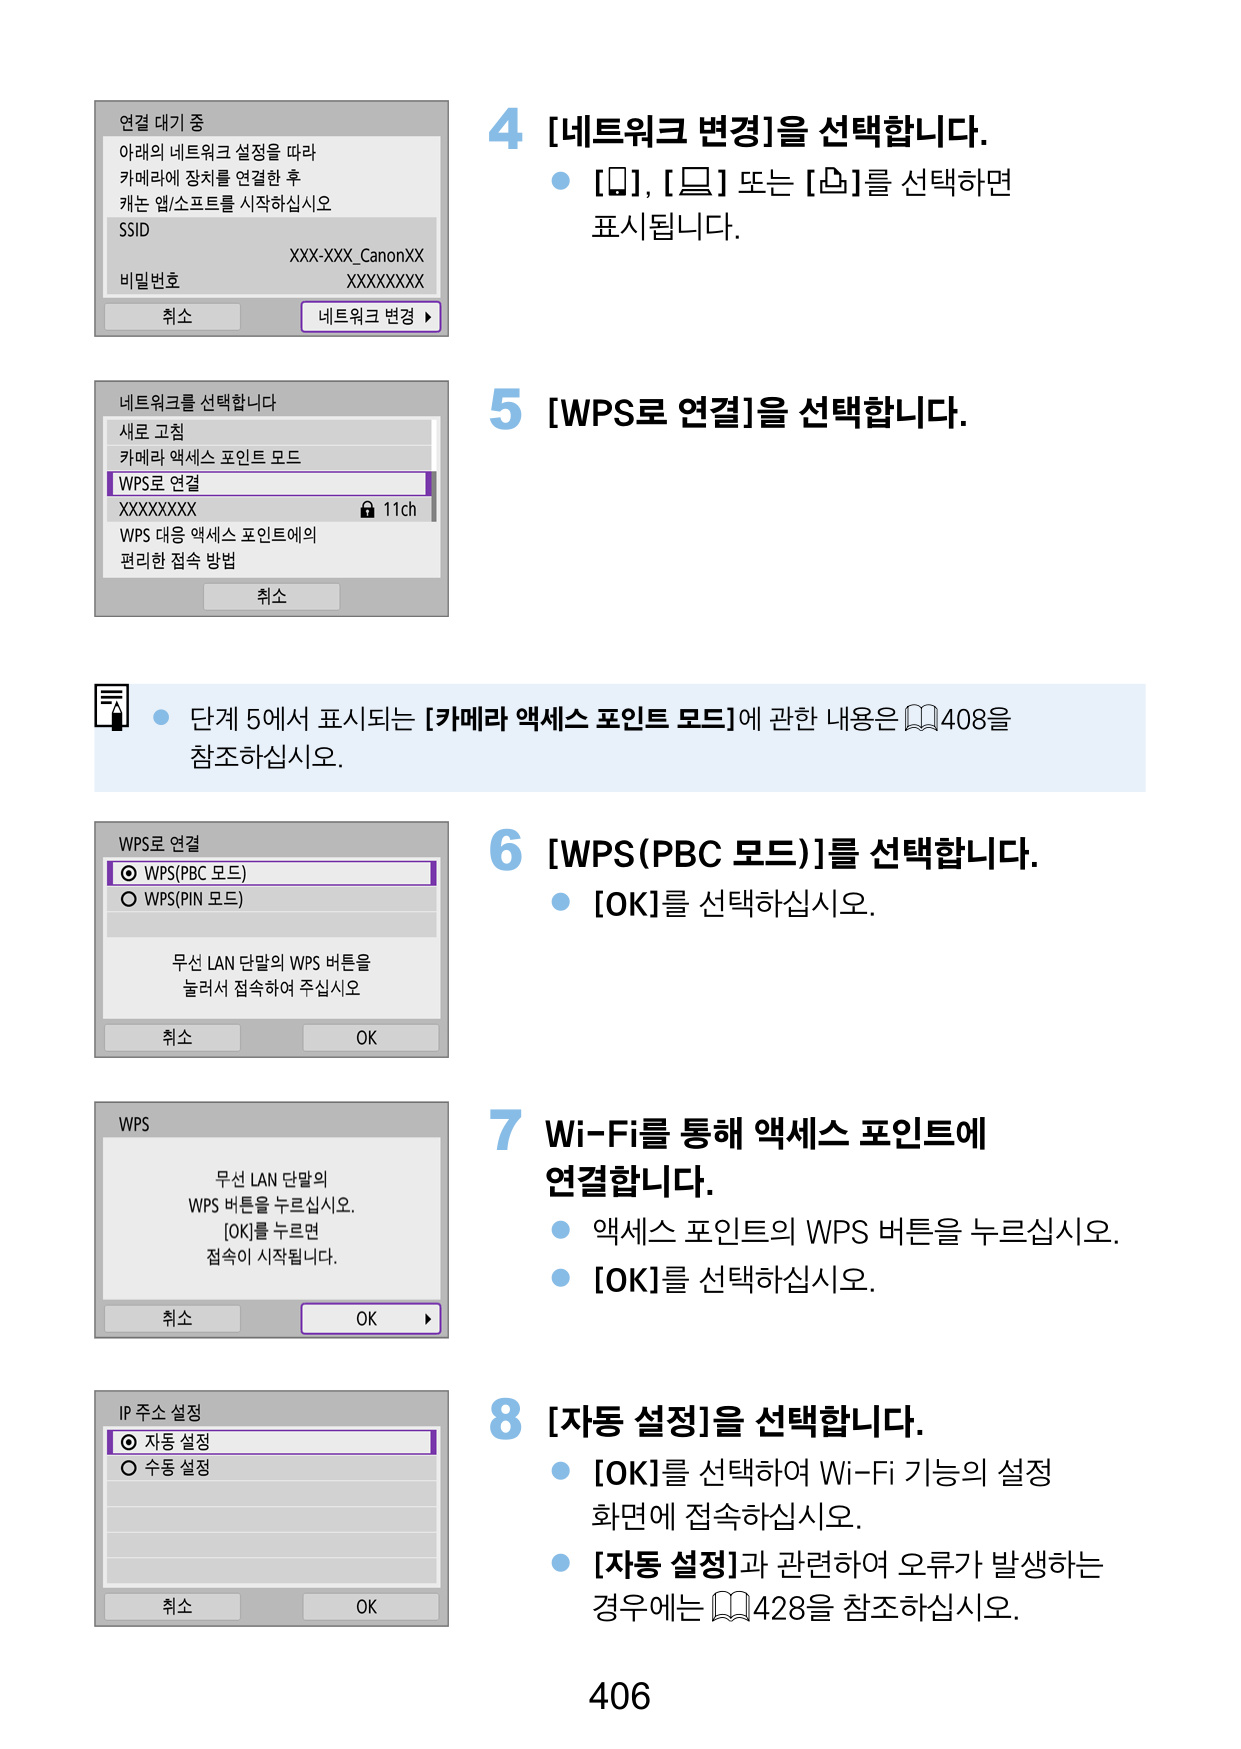 연결 대기 중
아래의 네트워크 설정을 따라
카메라에 장치를 연결한 후
캐논 앱/소프트를 시작하십시오
SSID
XXX-XXX_CanonXX
비밀번호 XXXXXXXX
취소 네트워크 변경
4 [네트워크 변경]을 선택합니다.
● [ ], [ ] 또는 [ ]를 선택하면
표시됩니다.
네트워크를 선택합니다
새로 고침
카메라 액세스 포인트 모드
WPS로 연결
XXXXXXXX 11ch
WPS 대응 액세스 포인트에의
편리한 접속 방법
취소
5 [WPS로 연결]을 선택합니다.
● 단계 5에서 표시되는 [카메라 액세스 포인트 모드]에 관한 내용은 408을
참조하십시오.
WPS로 연결
WPS(PBC 모드)
WPS(PIN 모드)
무선 LAN 단말의 WPS 버튼을
눌러서 접속하여 주십시오
취소 OK
6 [WPS(PBC 모드)]를 선택합니다.
● [OK]를 선택하십시오.
WPS
무선 LAN 단말의
WPS 버튼을 누르십시오.
[OK]를 누르면
접속이 시작됩니다.
취소 OK
7 Wi-Fi를 통해 액세스 포인트에
연결합니다.
● 액세스 포인트의 WPS 버튼을 누르십시오.
● [OK]를 선택하십시오.
IP 주소 설정
자동 설정
수동 설정
취소 OK
8 [자동 설정]을 선택합니다.
● [OK]를 선택하여 Wi-Fi 기능의 설정
화면에 접속하십시오.
● [자동 설정]과 관련하여 오류가 발생하는
경우에는 428을 참조하십시오.
406